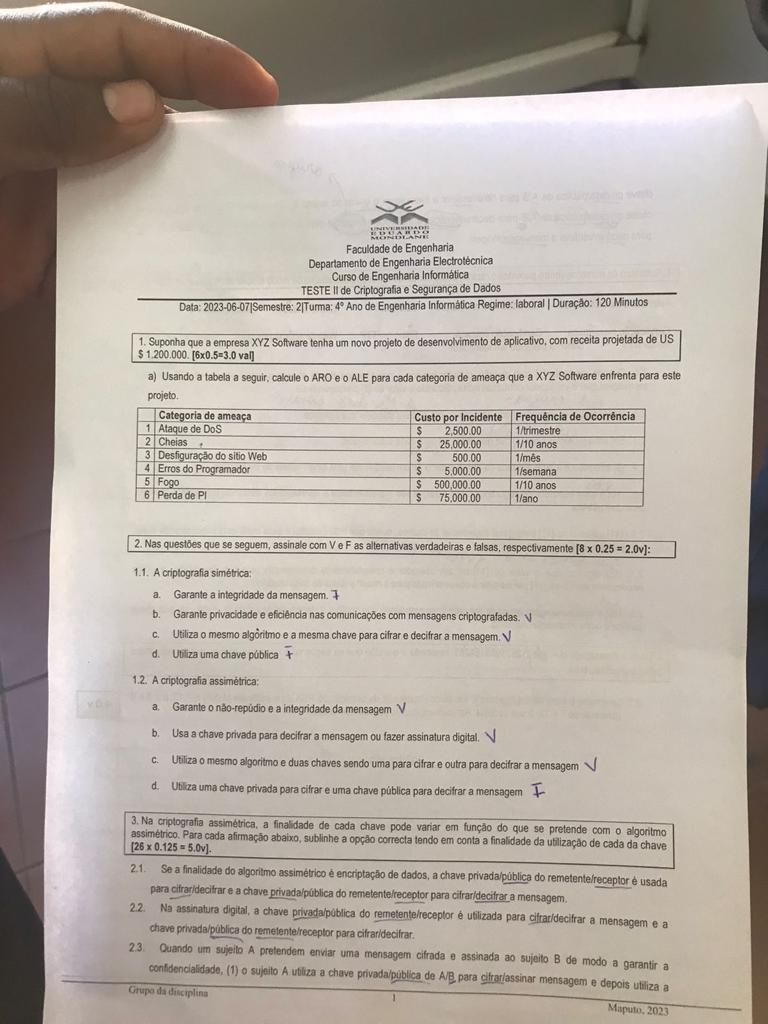 UNIVERSIDADE
EDUARDO
MONDLANE
Faculdade de Engenharia
Departamento de Engenharia Electrotécnica
Curso de Engenharia Informática
TESTE II de Criptografia e Segurança de Dados
Data: 2023-06-07|Semestre: 2|Turma: 4º Ano de Engenharia Informática Regime: laboral | Duração: 120 Minutos
1. Suponha que a empresa XYZ Software tenha um novo projeto de desenvolvimento de aplicativo, com receita projetada de US
$ 1.200.000. [6x0.5=3.0 val]
a) Usando a tabela a seguir, calcule o ARO e o ALE para cada categoria de ameaça que a XYZ Software enfrenta para este
projeto.
Categoria de ameaça Custo por Incidente Frequência de Ocorrência
1 Ataque de DoS $ 2,500.00 1/trimestre
2 Cheias $ 25,000.00 1/10 anos
3 Desfiguração do sítio Web $ 500.00 1/mês
4 Erros do Programador $ 5,000.00 1/semana
5 Fogo $ 500,000.00 1/10 anos
6 Perda de PI $ 75,000.00 1/ano
2. Nas questões que se seguem, assinale com V e F as alternativas verdadeiras e falsas, respectivamente [8 x 0.25 = 2.0v]:
1.1. A criptografia simétrica:
a. Garante a integridade da mensagem. F
b. Garante privacidade e eficiência nas comunicações com mensagens criptografadas. V
c. Utiliza o mesmo algoritmo e a mesma chave para cifrar e decifrar a mensagem. V
d. Utiliza uma chave pública F
1.2. A criptografia assimétrica:
a. Garante o não-repúdio e a integridade da mensagem V
b. Usa a chave privada para decifrar a mensagem ou fazer assinatura digital. V
c. Utiliza o mesmo algoritmo e duas chaves sendo uma para cifrar e outra para decifrar a mensagem V
d. Utiliza uma chave privada para cifrar e uma chave pública para decifrar a mensagem F
3. Na criptografia assimétrica, a finalidade de cada chave pode variar em função do que se pretende com o algoritmo
assimétrico. Para cada afirmação abaixo, sublinhe a opção correcta tendo em conta a finalidade da utilização de cada da chave
[26 x 0.125 = 5.0v].
2.1. Se a finalidade do algoritmo assimétrico é encriptação de dados, a chave privada/pública do remetente/receptor é usada
para cifrar/decifrar e a chave privada/pública do remetente/receptor para cifrar/decifrar a mensagem.
2.2. Na assinatura digital, a chave privada/pública do remetente/receptor é utilizada para cifrar/decifrar a mensagem e a
chave privada/pública do remetente/receptor para cifrar/decifrar.
2.3. Quando um sujeito A pretendem enviar uma mensagem cifrada e assinada ao sujeito B de modo a garantir a
confidencialidade, (1) o sujeito A utiliza a chave privada/pública de A/B para cifrar/assinar mensagem e depois utiliza a
Grupo da disciplina
1
Maputo, 2023